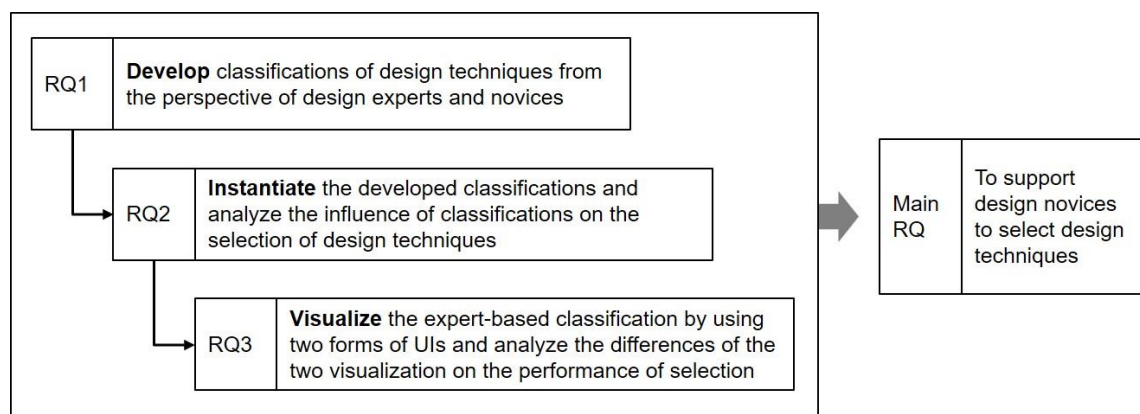 RQ1
Develop classifications of design techniques from
the perspective of design experts and novices
RQ2
Instantiate the developed classifications and
analyze the influence of classifications on the
selection of design techniques
RQ3
Visualize the expert-based classification by using
two forms of UIs and analyze the differences of the
two visualization on the performance of selection
Main
RQ
To support
design novices
to select design
techniques